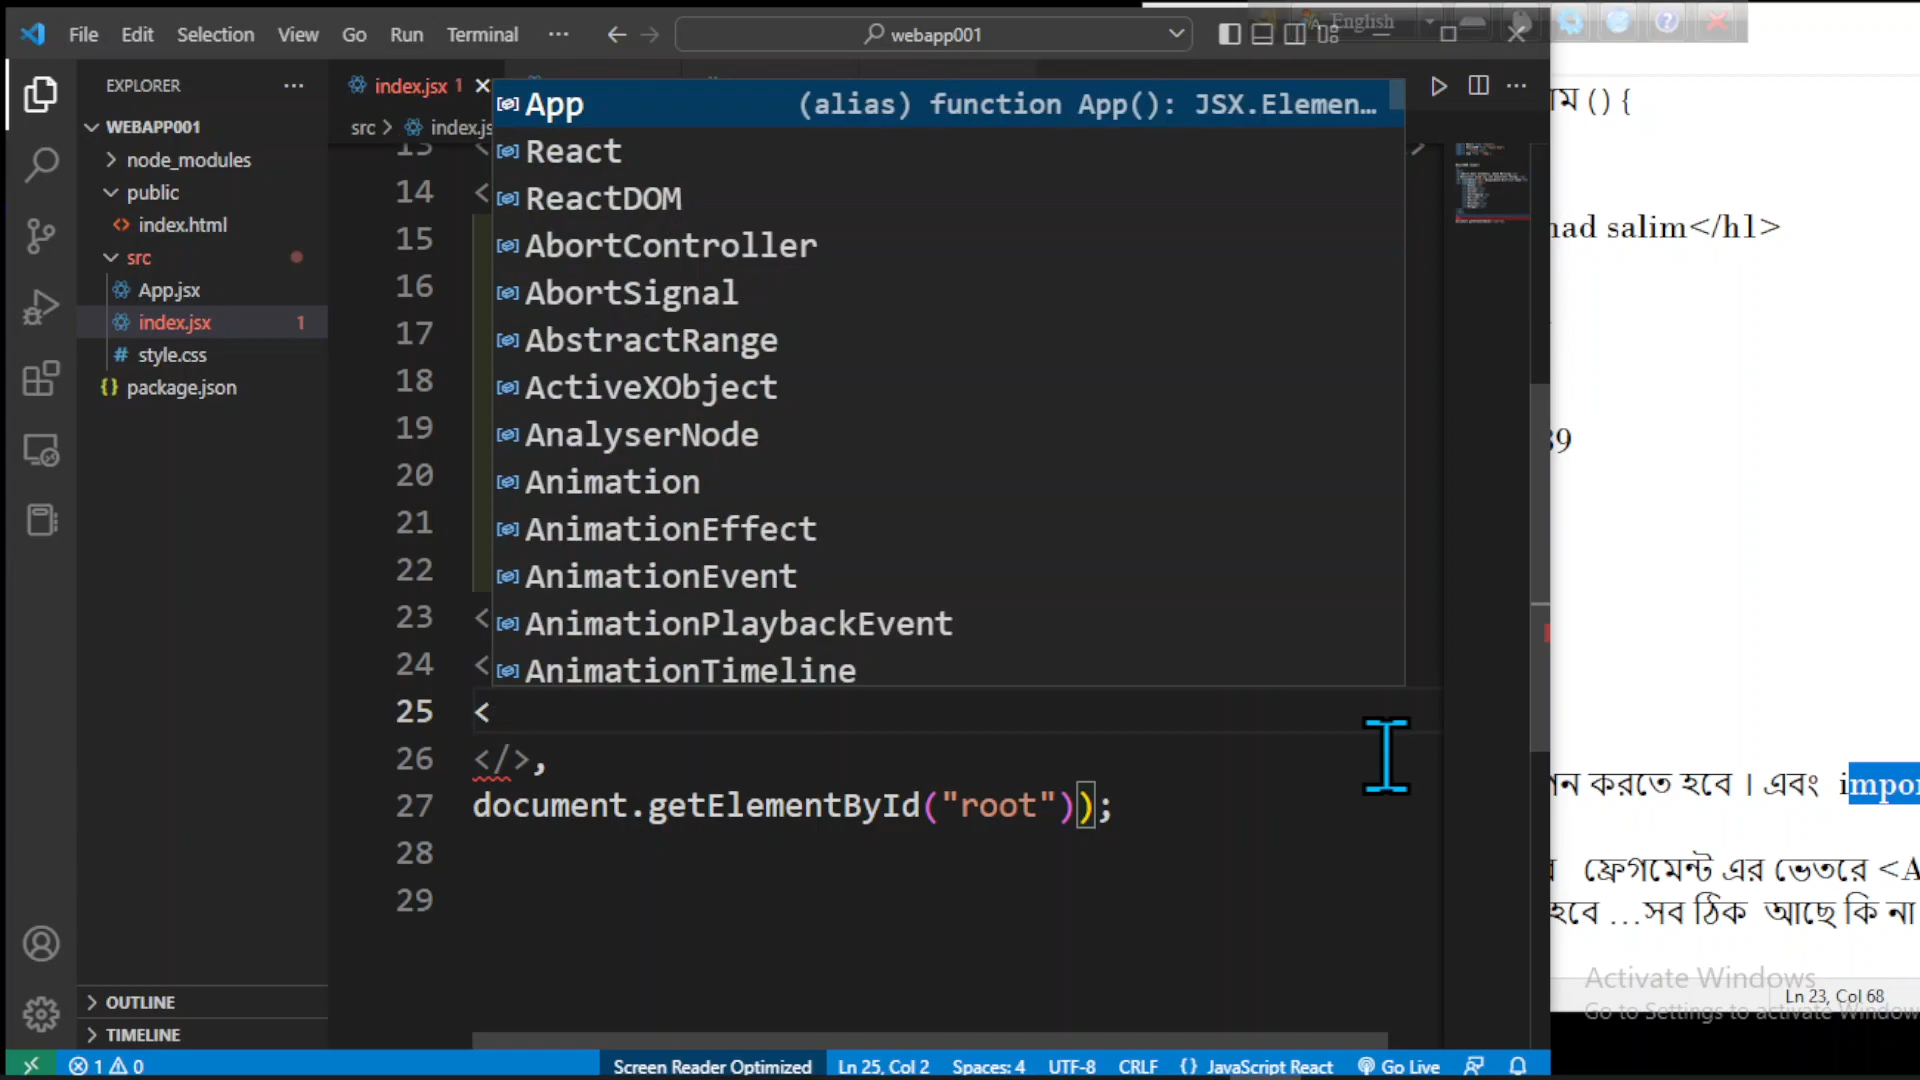 File Edit Selection View Go Run Terminal ··· webapp001
English
EXPLORER ···
index.jsx 1
WEBAPP001
src > index.js
node_modules
public
index.html
src
App.jsx
index.jsx 1
style.css
package.json
App (alias) function App(): JSX.Elemen…
React
ReactDOM
AbortController
AbortSignal
AbstractRange
ActiveXObject
AnalyserNode
Animation
AnimationEffect
AnimationEvent
AnimationPlaybackEvent
AnimationTimeline
13 <
14 <
15
16
17
18
19
20
21
22
23 <
24 <
25 <
26 </>,
27 document.getElementById("root"));
28
29
() {
salim</h1>
39
করতে হবে । এবং impor
ফ্রেগমেন্ট এর ভেতরে <A
হবে ...সব ঠিক আছে কি না
Activate Windows
Go to Settings to activate Windows
Ln 23, Col 68
OUTLINE
TIMELINE
1 0 Screen Reader Optimized Ln 25, Col 2 Spaces: 4 UTF-8 CRLF {} JavaScript React Go Live